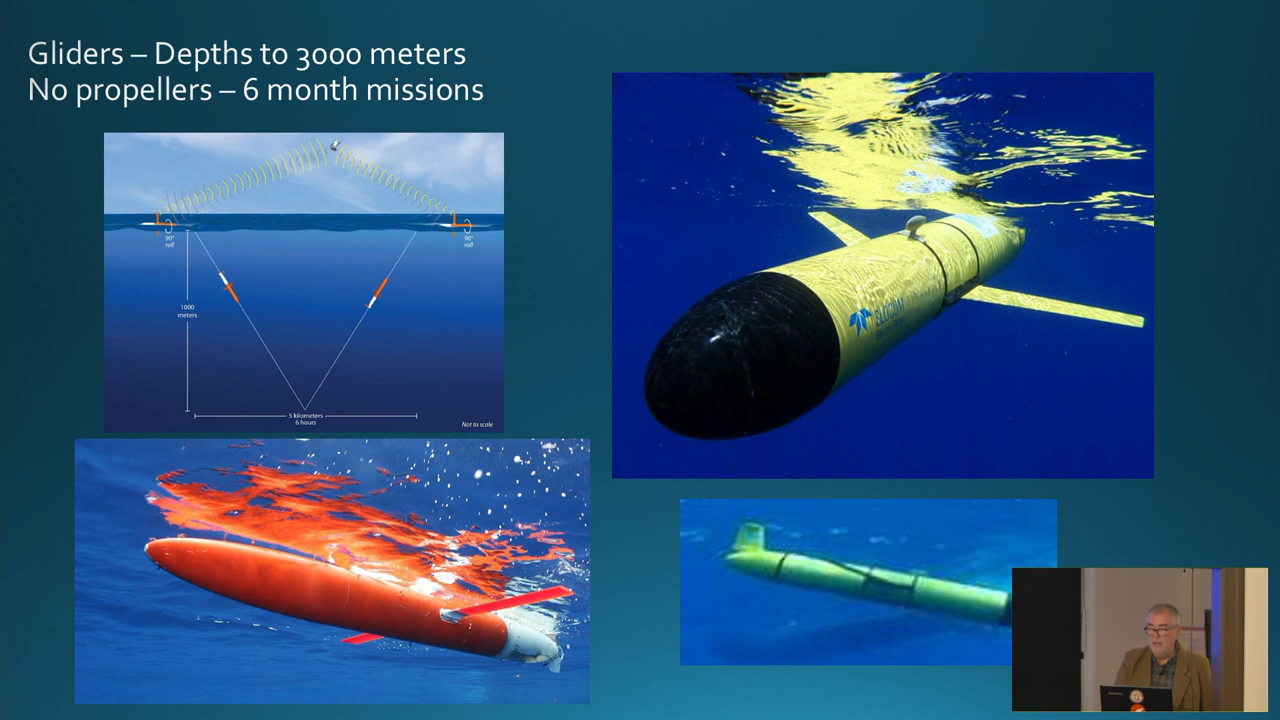 Gliders – Depths to 3000 meters
No propellers – 6 month missions
90°
roll
90°
roll
1000
meters
5 kilometers
6 hours
Not to scale
SLOCUM